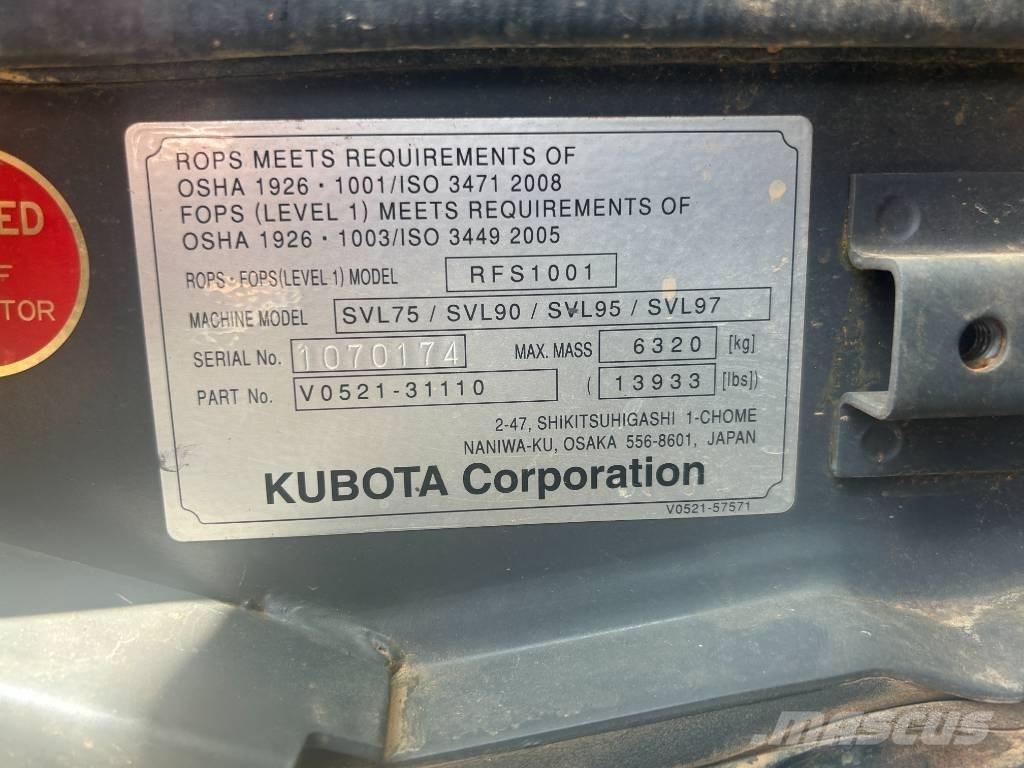 ROPS MEETS REQUIREMENTS OF
OSHA 1926・1001/ISO 3471 2008
FOPS (LEVEL 1) MEETS REQUIREMENTS OF
OSHA 1926・1003/ISO 3449 2005
ROPS・FOPS(LEVEL 1) MODEL RFS1001
MACHINE MODEL SVL75 / SVL90 / SVL95 / SVL97
SERIAL No. 1070174 MAX. MASS 6320 [kg]
PART No. V0521-31110 (13933 [lbs])
2-47, SHIKITSUHIGASHI 1-CHOME
NANIWA-KU, OSAKA 556-8601, JAPAN
KUBOTA Corporation
V0521-57571
ED
F
TOR
mascus